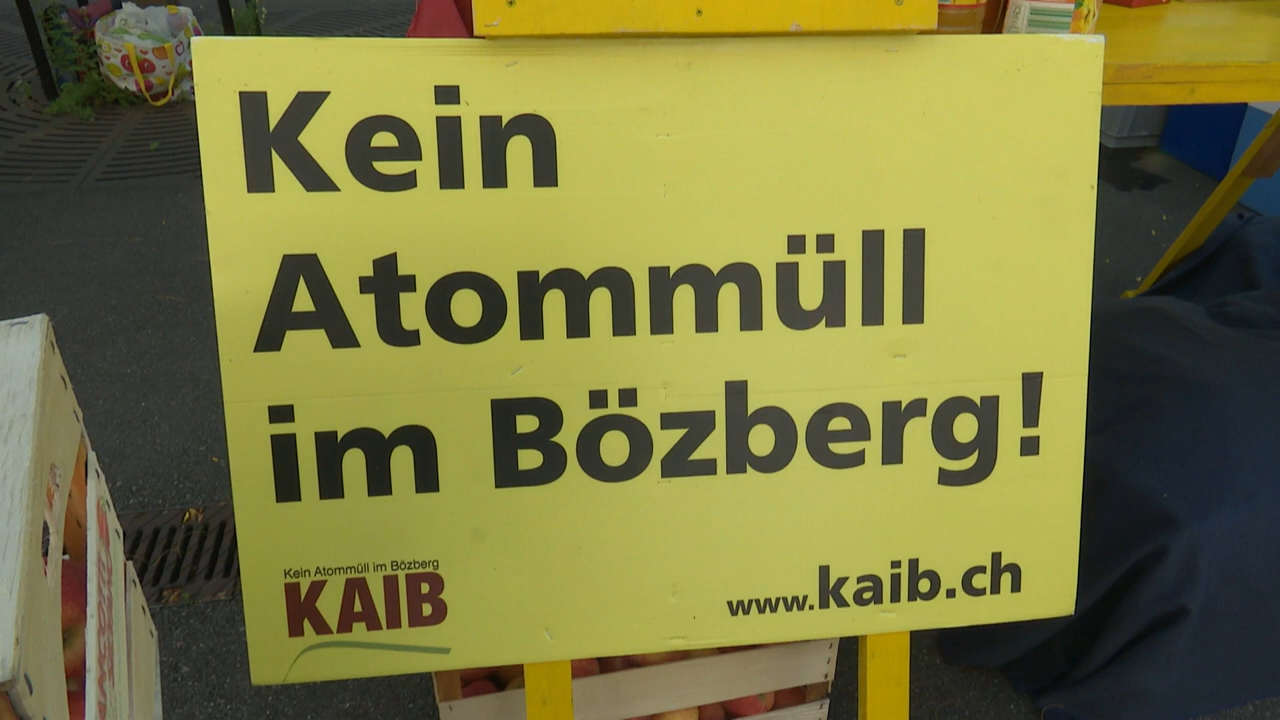 Kein
Atommüll
im Bözberg!
Kein Atommüll im Bözberg
KAIB
www.kaib.ch